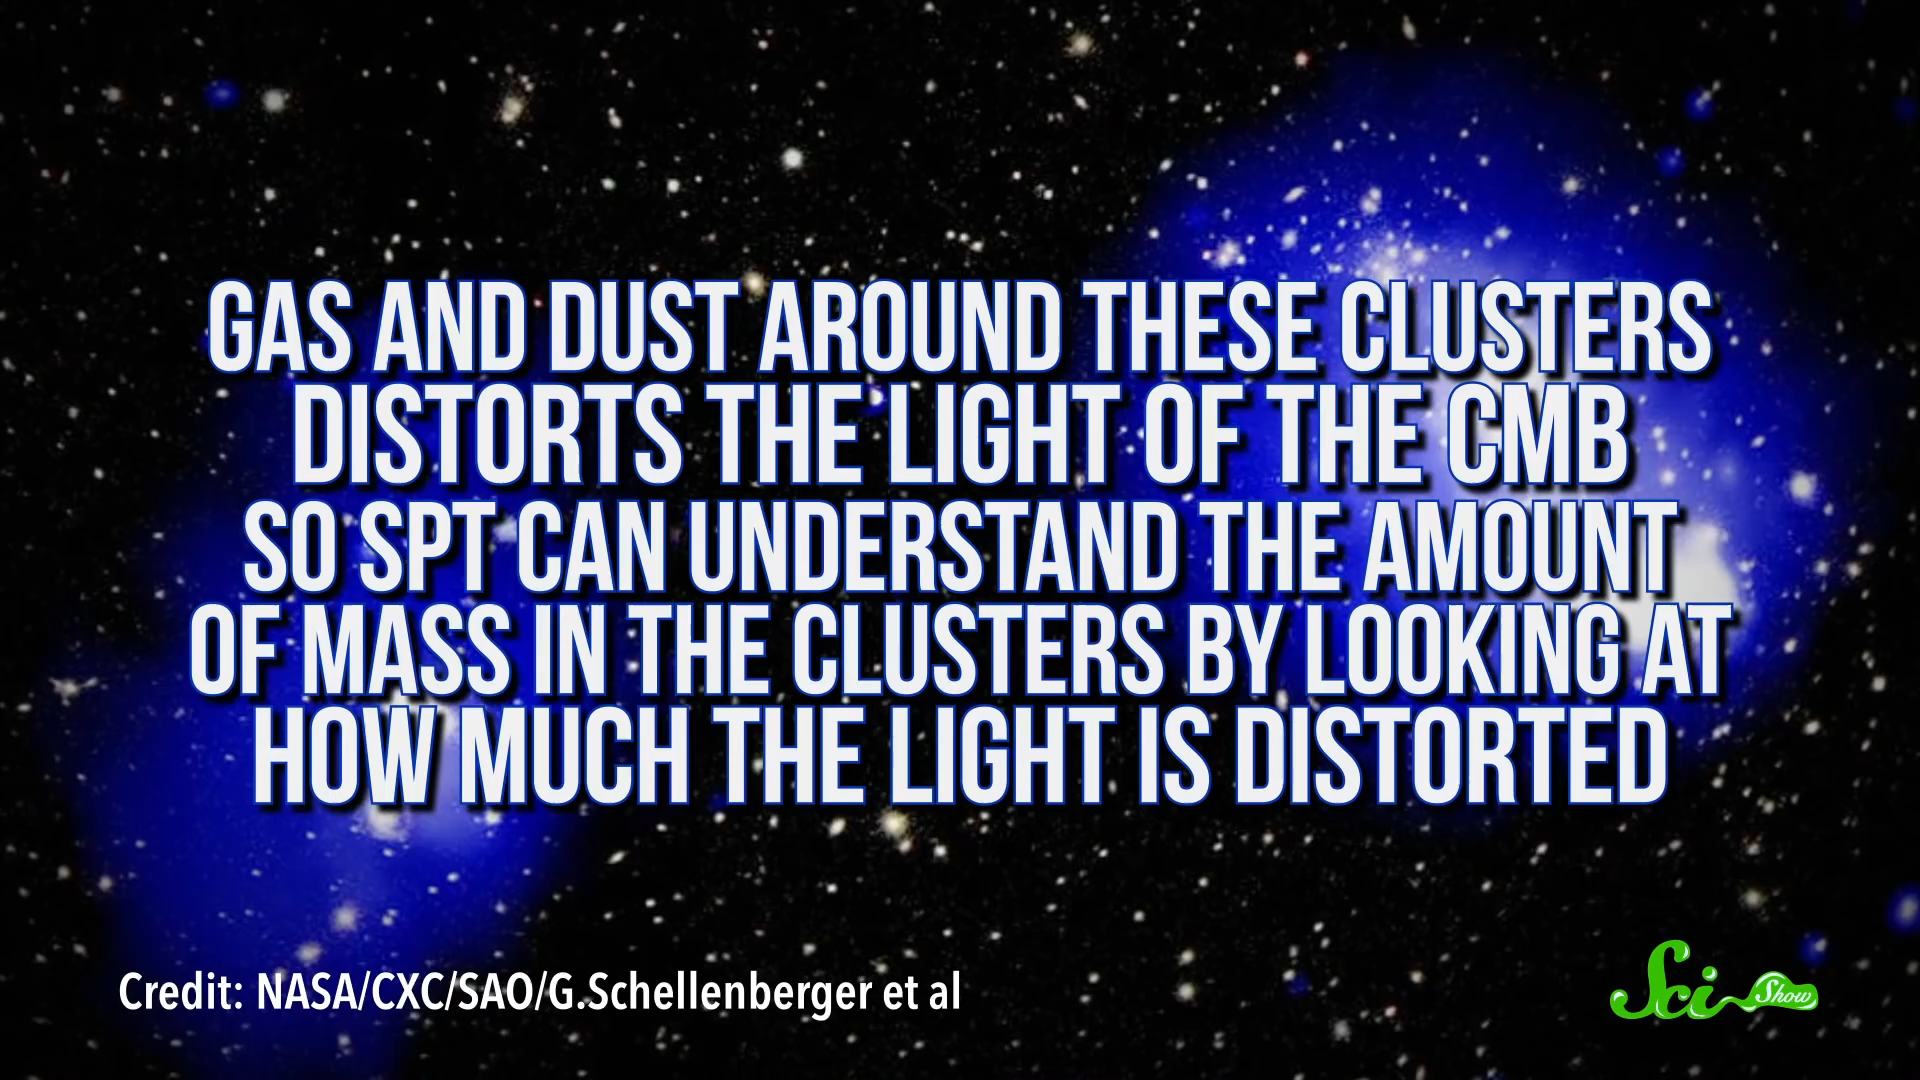 GAS AND DUST AROUND THESE CLUSTERS
DISTORTS THE LIGHT OF THE CMB
SO SPT CAN UNDERSTAND THE AMOUNT
OF MASS IN THE CLUSTERS BY LOOKING AT
HOW MUCH THE LIGHT IS DISTORTED
Credit: NASA/CXC/SAO/G.Schellenberger et al
Sci Show